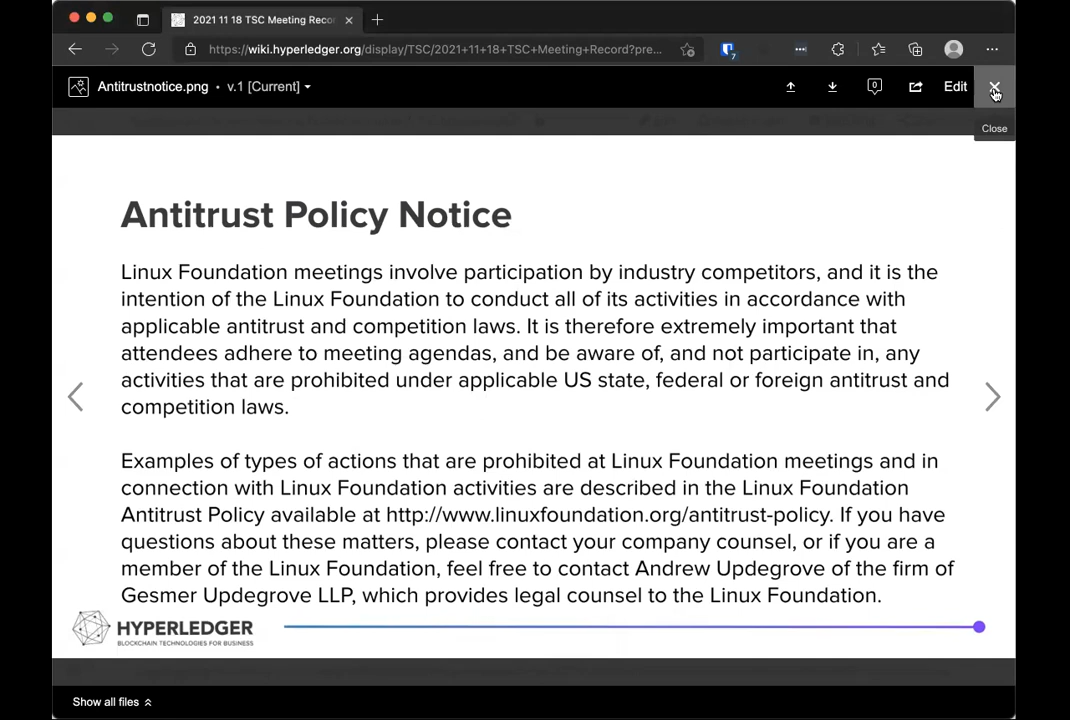 2021 11 18 TSC Meeting Reco
https://wiki.hyperledger.org/display/TSC/2021+11+18+TSC+Meeting+Record?pre...
7
Antitrustnotice.png • v.1 [Current]
0
Edit
Close
Antitrust Policy Notice
Linux Foundation meetings involve participation by industry competitors, and it is the
intention of the Linux Foundation to conduct all of its activities in accordance with
applicable antitrust and competition laws. It is therefore extremely important that
attendees adhere to meeting agendas, and be aware of, and not participate in, any
activities that are prohibited under applicable US state, federal or foreign antitrust and
competition laws.
Examples of types of actions that are prohibited at Linux Foundation meetings and in
connection with Linux Foundation activities are described in the Linux Foundation
Antitrust Policy available at http://www.linuxfoundation.org/antitrust-policy. If you have
questions about these matters, please contact your company counsel, or if you are a
member of the Linux Foundation, feel free to contact Andrew Updegrove of the firm of
Gesmer Updegrove LLP, which provides legal counsel to the Linux Foundation.
HYPERLEDGER
BLOCKCHAIN TECHNOLOGIES FOR BUSINESS
Show all files